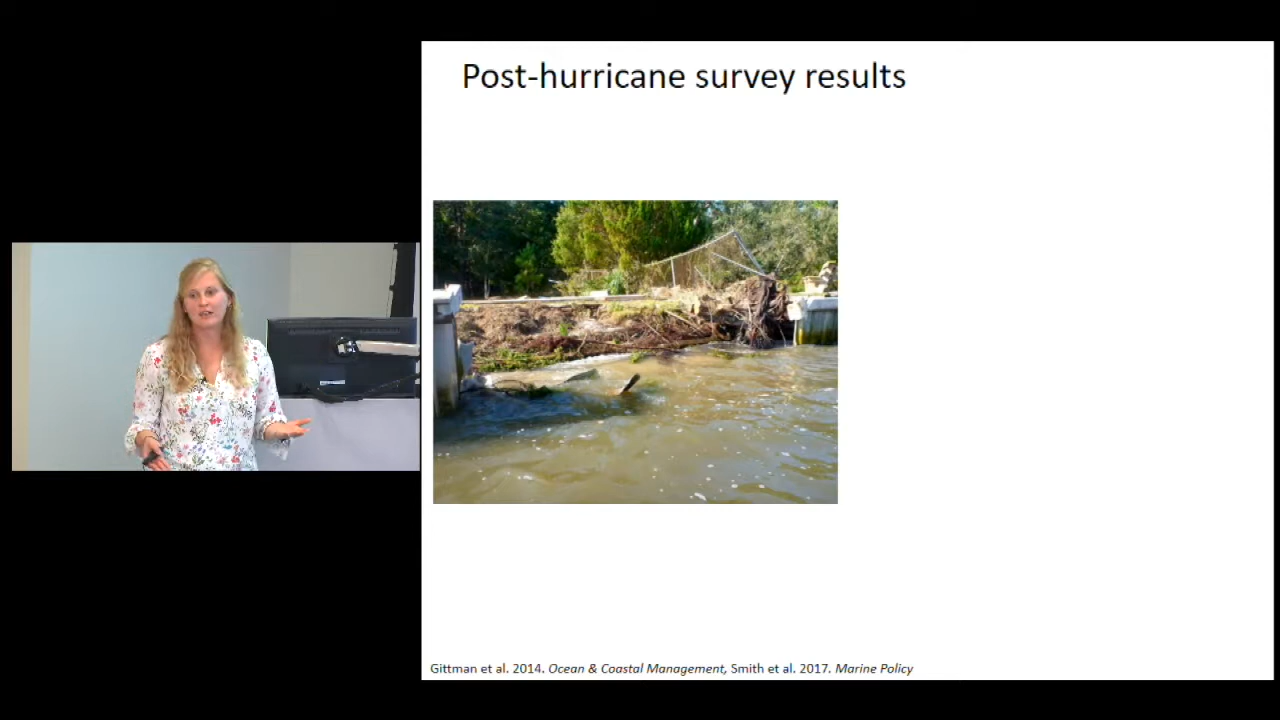 Post-hurricane survey results
Gittman et al. 2014. Ocean & Coastal Management, Smith et al. 2017. Marine Policy